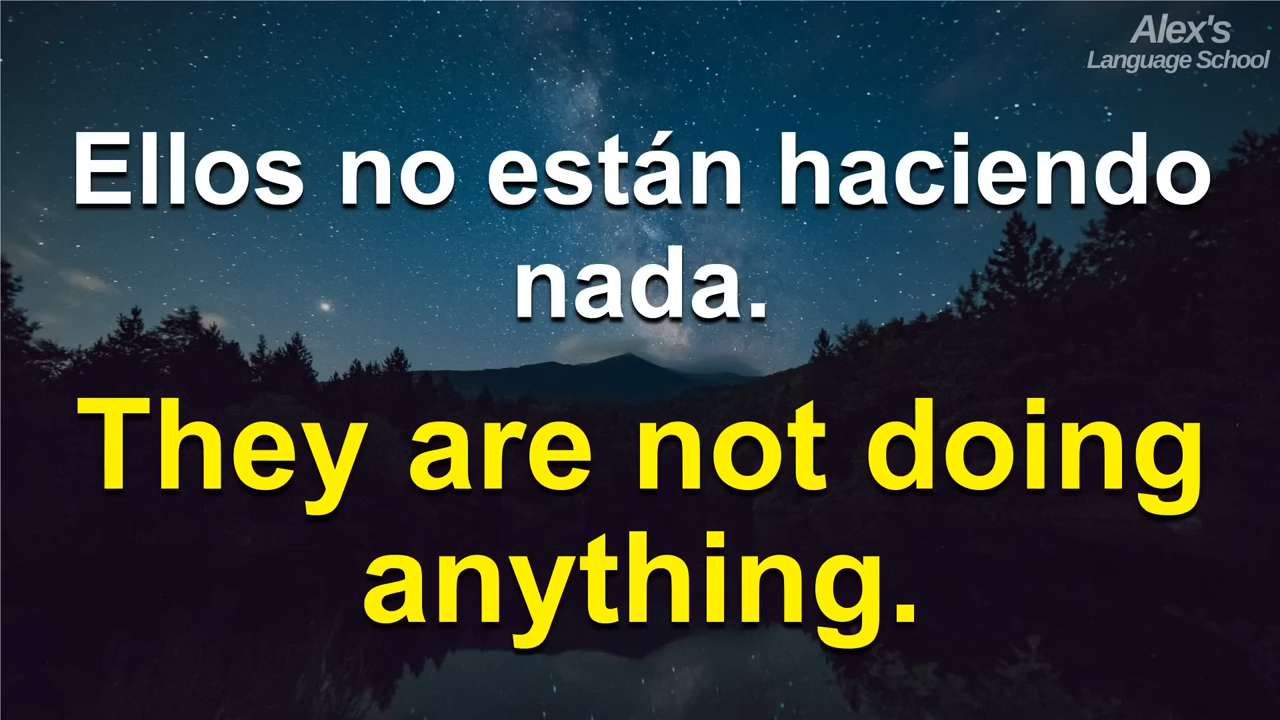 Alex's
Language School
Ellos no están haciendo
nada.
They are not doing
anything.